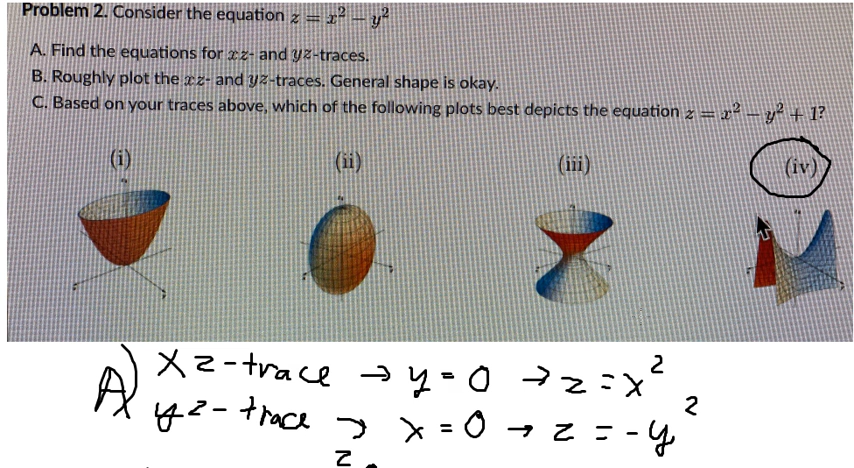 Problem 2. Consider the equation z = x² − y²
A. Find the equations for xz- and yz-traces.
B. Roughly plot the xz- and yz-traces. General shape is okay.
C. Based on your traces above, which of the following plots best depicts the equation z = x² − y² + 1?
(i) (ii) (iii) (iv)
A) xz-trace → y = 0 → z = x²
yz-trace → x = 0 → z = -y²
z